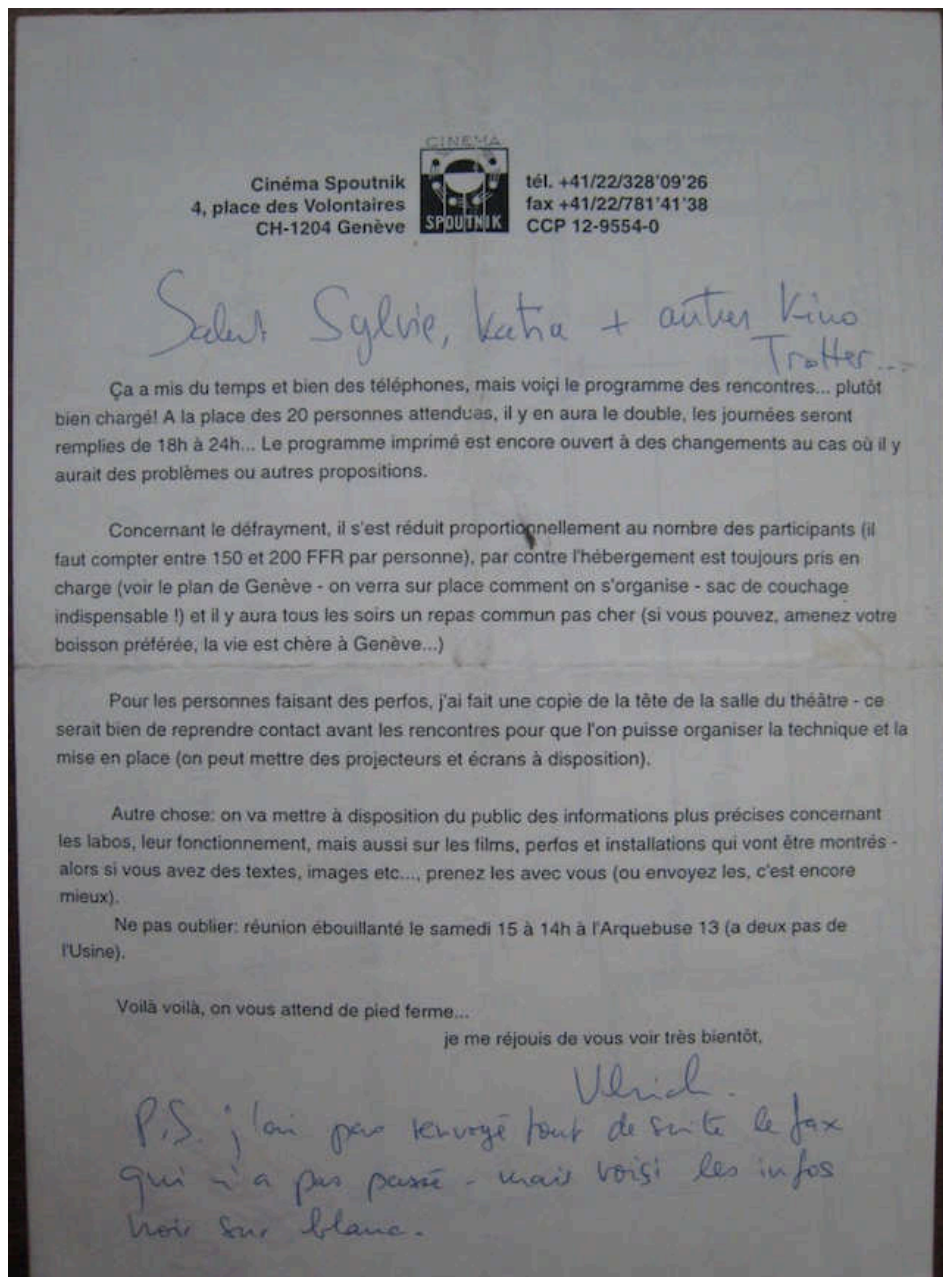 CINEMA
SPOUTNIK
Cinéma Spoutnik
4, place des Volontaires
CH-1204 Genève
tél. +41/22/328'09'26
fax +41/22/781'41'38
CCP 12-9554-0
Salut Sylvie, Katia + autres Kino
Trotter...
Ça a mis du temps et bien des téléphones, mais voiçi le programme des rencontres... plutôt
bien chargé! A la place des 20 personnes attendues, il y en aura le double, les journées seront
remplies de 18h à 24h... Le programme imprimé est encore ouvert à des changements au cas où il y
aurait des problèmes ou autres propositions.
Concernant le défrayment, il s'est réduit proportionnellement au nombre des participants (il
faut compter entre 150 et 200 FFR par personne), par contre l'hébergement est toujours pris en
charge (voir le plan de Genève - on verra sur place comment on s'organise - sac de couchage
indispensable !) et il y aura tous les soirs un repas commun pas cher (si vous pouvez, amenez votre
boisson préférée, la vie est chère à Genève...)
Pour les personnes faisant des perfos, j'ai fait une copie de la tête de la salle du théâtre - ce
serait bien de reprendre contact avant les rencontres pour que l'on puisse organiser la technique et la
mise en place (on peut mettre des projecteurs et écrans à disposition).
Autre chose: on va mettre à disposition du public des informations plus précises concernant
les labos, leur fonctionnement, mais aussi sur les films, perfos et installations qui vont être montrés -
alors si vous avez des textes, images etc..., prenez les avec vous (ou envoyez les, c'est encore
mieux).
Ne pas oublier: réunion ébouillanté le samedi 15 à 14h à l'Arquebuse 13 (a deux pas de
l'Usine).
Voilà voilà, on vous attend de pied ferme...
je me réjouis de vous voir très bientôt,
Ulrich.
P.S. j'ai pas renvoyé tout de suite le fax
qui n'a pas passé - mais voiçi les infos
noir sur blanc.